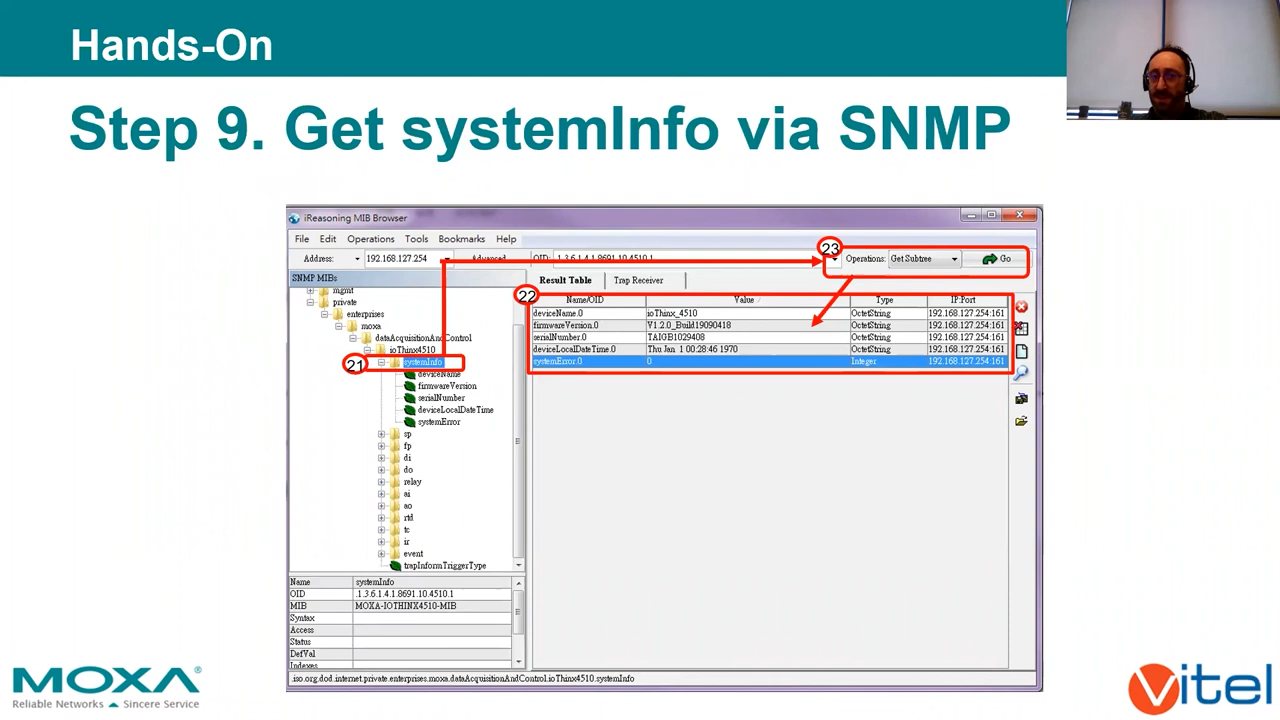 Hands-On
Step 9. Get systemInfo via SNMP
iReasoning MIB Browser
File Edit Operations Tools Bookmarks Help
23
Address: 192.168.127.254 Advanced... OID: .1.3.6.1.4.1.8691.10.4510.1 Operations: Get Subtree Go
SNMP MIBs
mgmt
private
enterprises
moxa
dataAcquisitionAndControl
ioThinx4510
21
systemInfo
deviceName
firmwareVersion
serialNumber
deviceLocalDateTime
systemError
sp
fp
di
do
relay
ai
ao
rtd
tc
ir
event
trapInformTriggerType
Result Table Trap Receiver
22
Name/OID Value Type IP:Port
deviceName.0 ioThinx_4510 OctetString 192.168.127.254:161
firmwareVersion.0 V1.2.0_Build19090418 OctetString 192.168.127.254:161
serialNumber.0 TAIGB1029408 OctetString 192.168.127.254:161
deviceLocalDateTime.0 Thu Jan 1 00:28:46 1970 OctetString 192.168.127.254:161
systemError.0 0 Integer 192.168.127.254:161
Name systemInfo
OID .1.3.6.1.4.1.8691.10.4510.1
MIB MOXA-IOTHINX4510-MIB
Syntax
Access
Status
DefVal
Indexes
.iso.org.dod.internet.private.enterprises.moxa.dataAcquisitionAndControl.ioThinx4510.systemInfo
MOXA®
Reliable Networks Sincere Service
Vitel